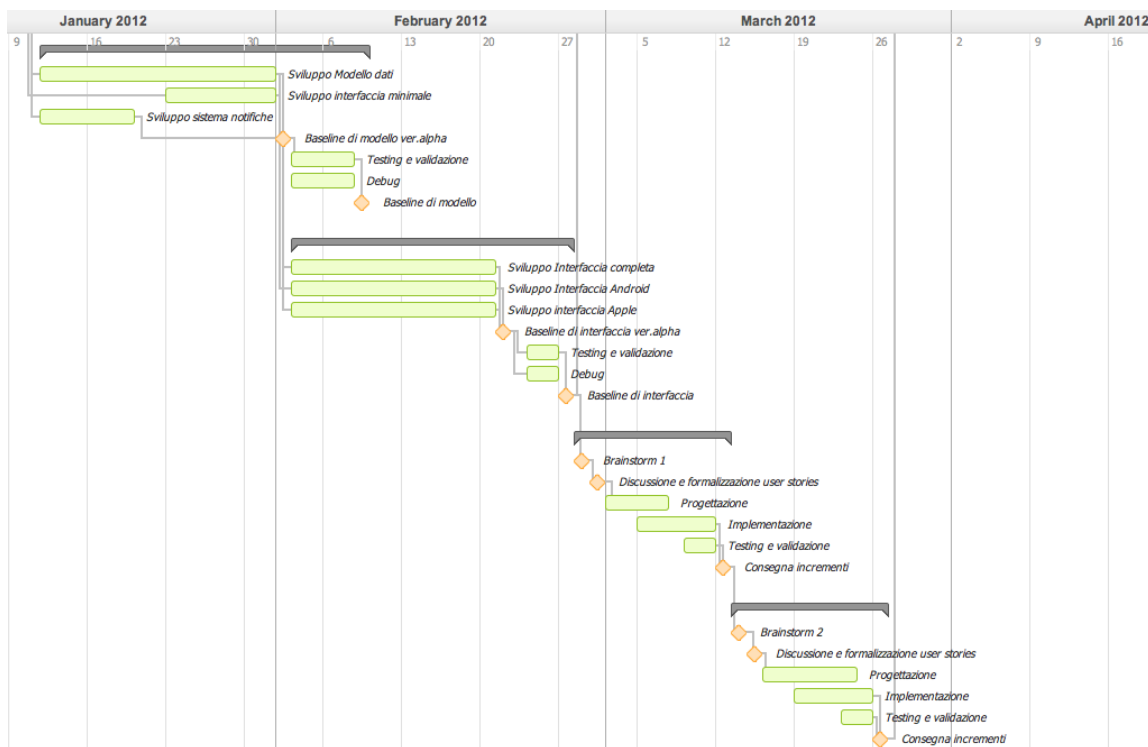 January 2012 February 2012 March 2012 April 2012
9 16 23 30 6 13 20 27 5 12 19 26 2 9 16
Sviluppo Modello dati
Sviluppo interfaccia minimale
Sviluppo sistema notifiche
Baseline di modello ver.alpha
Testing e validazione
Debug
Baseline di modello
Sviluppo Interfaccia completa
Sviluppo Interfaccia Android
Sviluppo interfaccia Apple
Baseline di interfaccia ver.alpha
Testing e validazione
Debug
Baseline di interfaccia
Brainstorm 1
Discussione e formalizzazione user stories
Progettazione
Implementazione
Testing e validazione
Consegna incrementi
Brainstorm 2
Discussione e formalizzazione user stories
Progettazione
Implementazione
Testing e validazione
Consegna incrementi